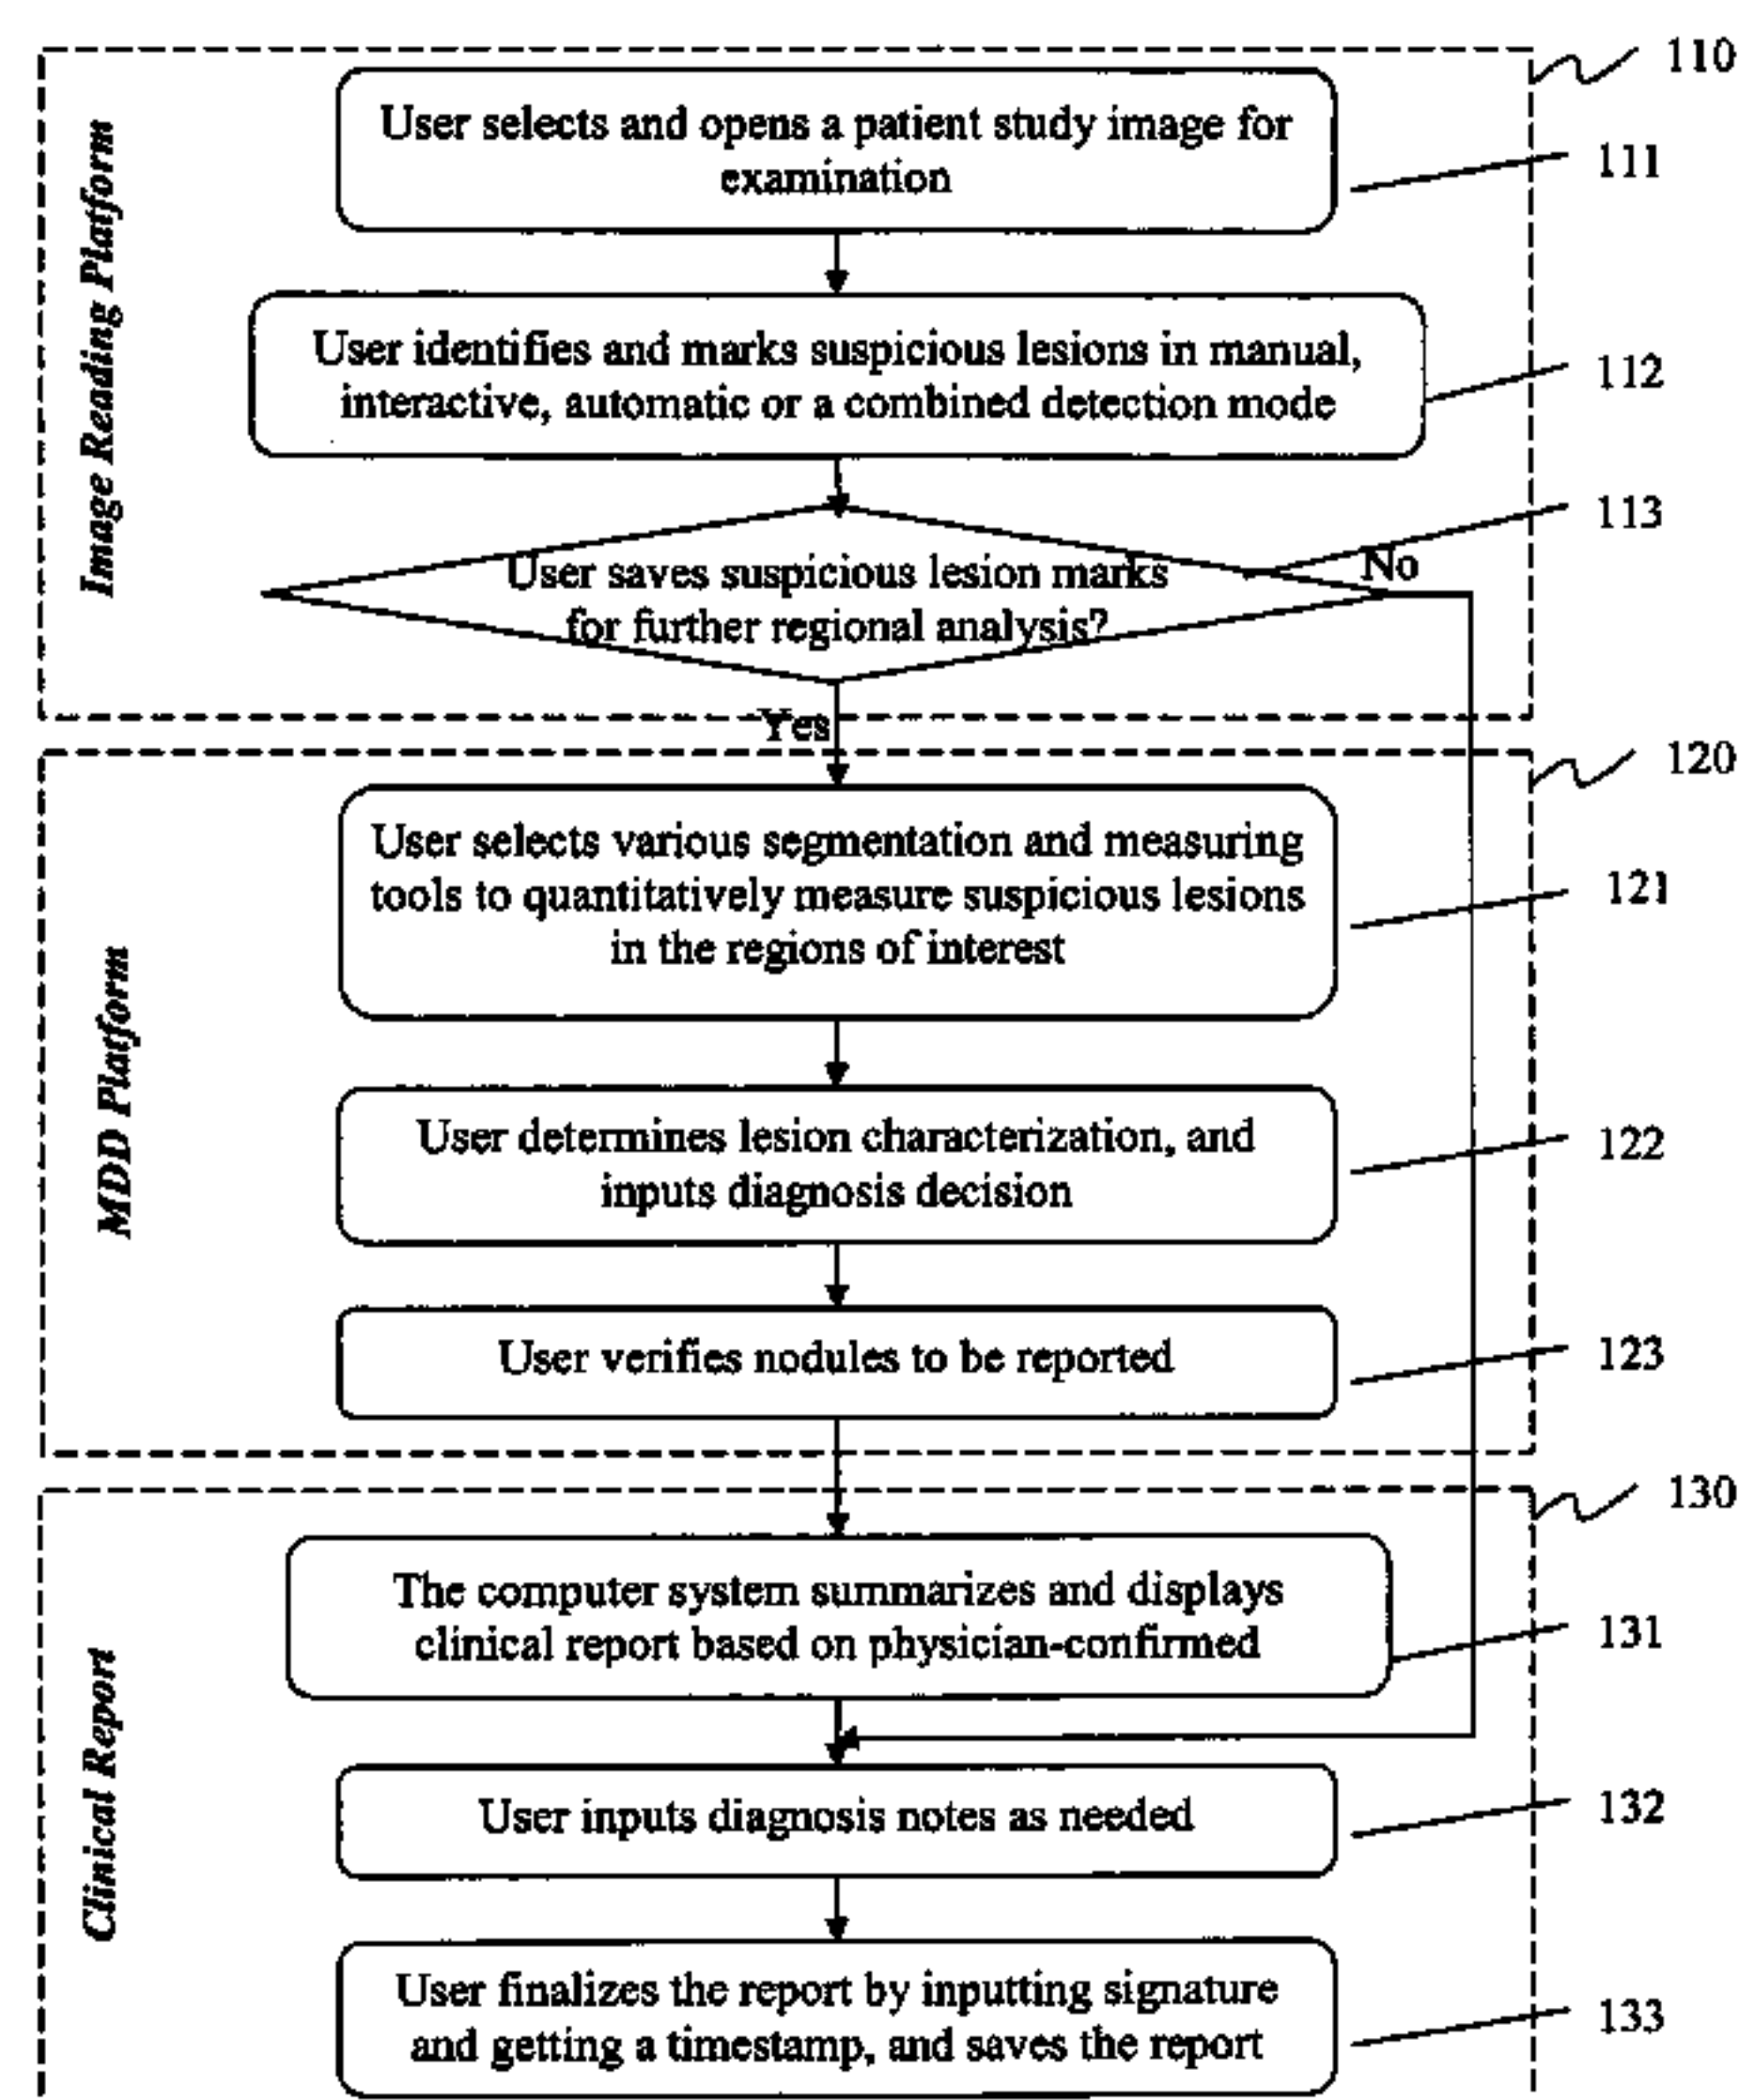 110
Image Reading Platform
User selects and opens a patient study image for
examination
111
User identifies and marks suspicious lesions in manual,
interactive, automatic or a combined detection mode
112
113
User saves suspicious lesion marks
for further regional analysis?
No
Yes
120
MDD Platform
User selects various segmentation and measuring
tools to quantitatively measure suspicious lesions
in the regions of interest
121
User determines lesion characterization, and
inputs diagnosis decision
122
User verifies nodules to be reported
123
130
Clinical Report
The computer system summarizes and displays
clinical report based on physician-confirmed
131
User inputs diagnosis notes as needed
132
User finalizes the report by inputting signature
and getting a timestamp, and saves the report
133